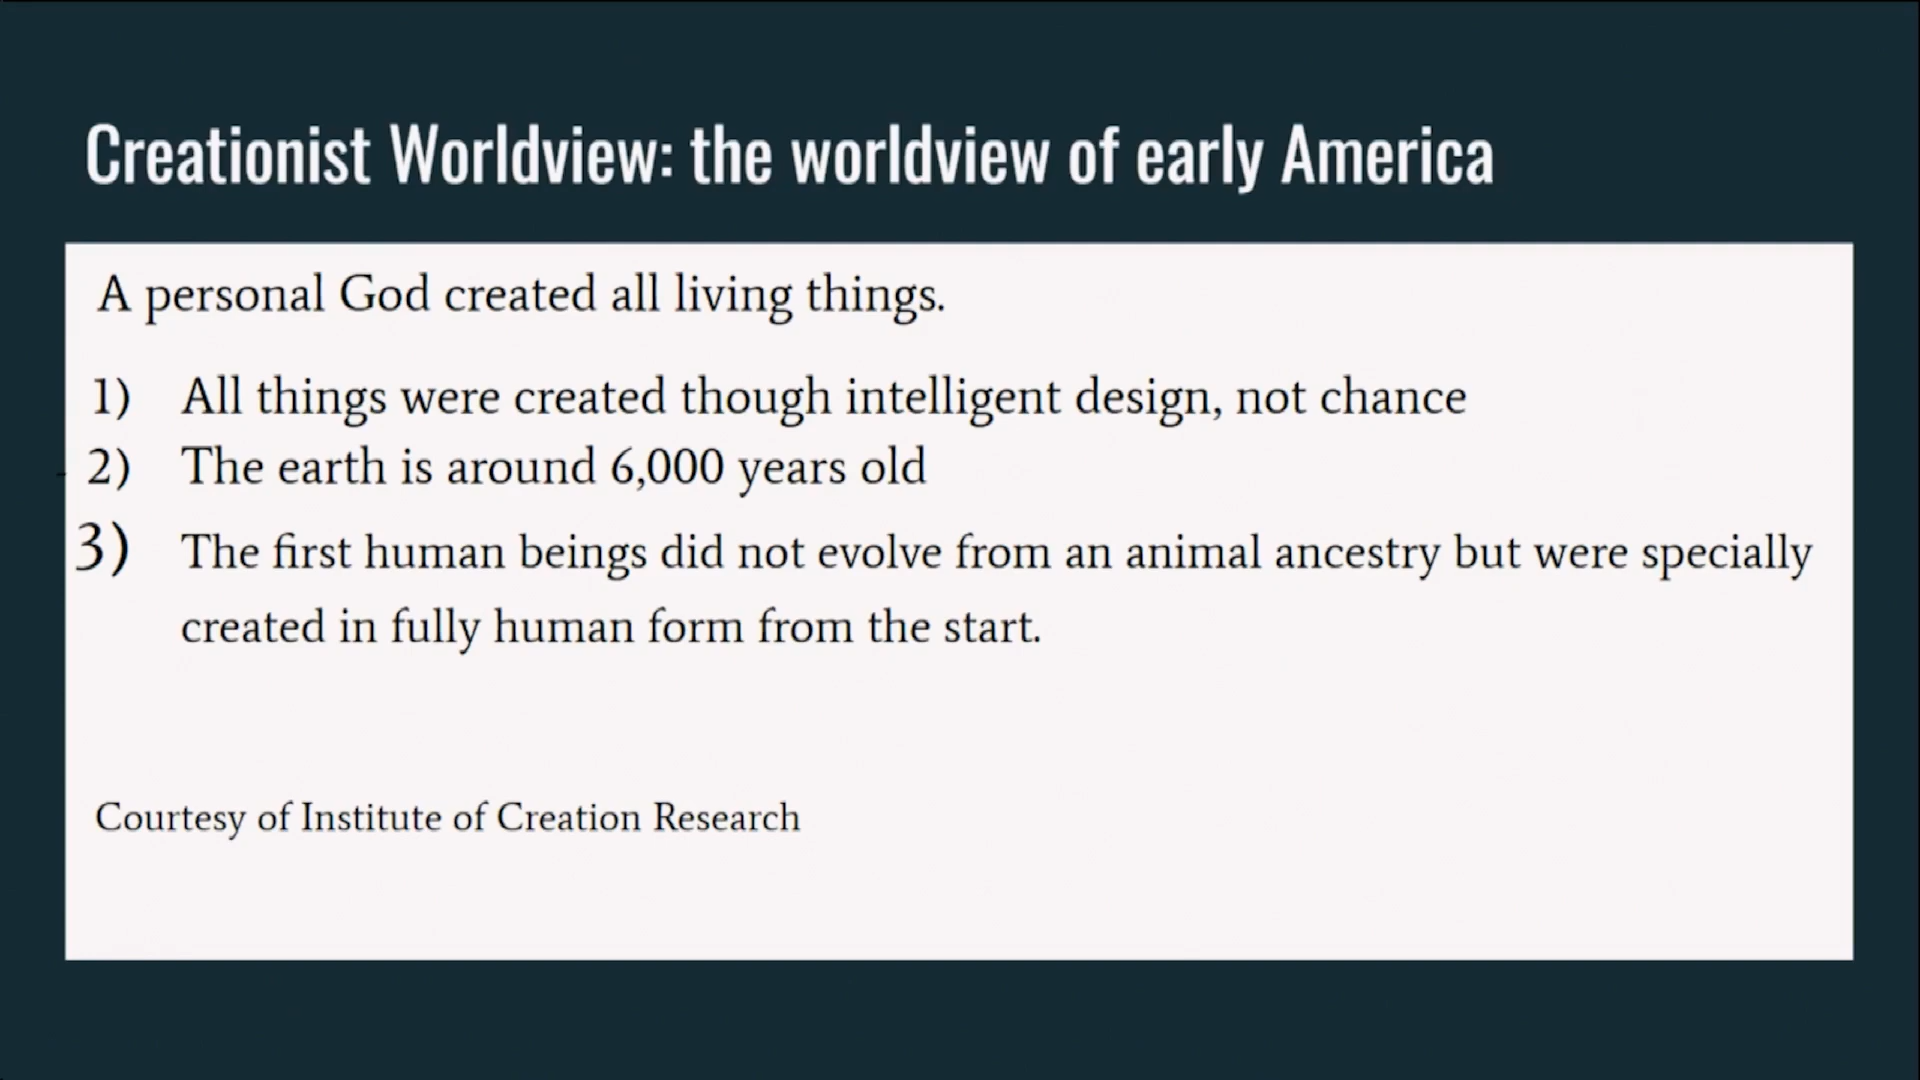 Creationist Worldview: the worldview of early America
A personal God created all living things.
1) All things were created though intelligent design, not chance
2) The earth is around 6,000 years old
3) The first human beings did not evolve from an animal ancestry but were specially
created in fully human form from the start.
Courtesy of Institute of Creation Research